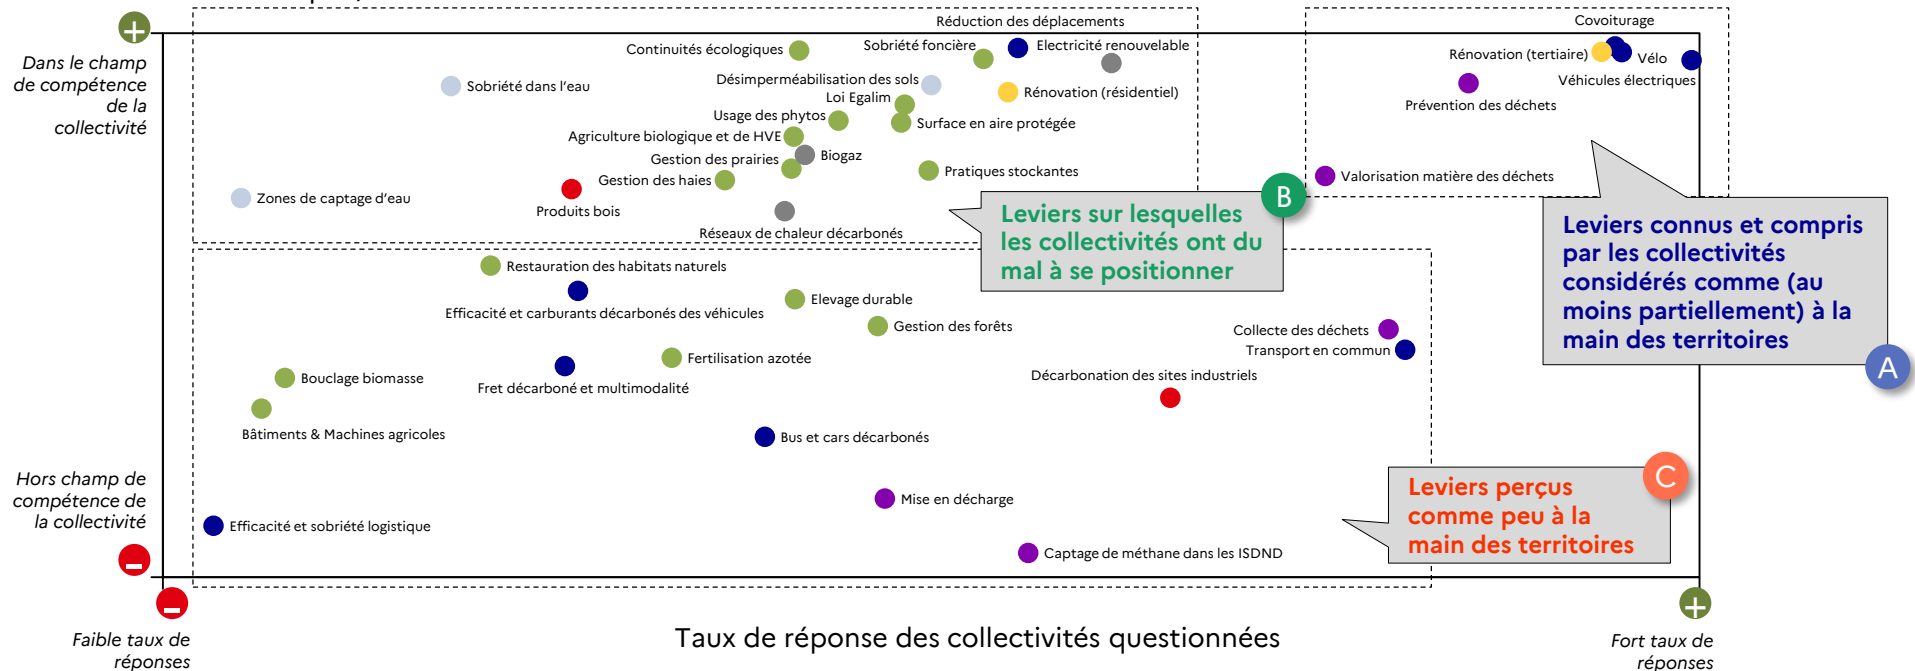 Réduction des déplacements
Covoiturage
Continuités écologiques
Sobriété foncière
Electricité renouvelable
Rénovation (tertiaire)
Vélo
Dans le champ
de compétence
de la
collectivité
Sobriété dans l'eau
Désimperméabilisation des sols
Véhicules électriques
Loi Egalim
Rénovation (résidentiel)
Prévention des déchets
Usage des phytos
Surface en aire protégée
Agriculture biologique et de HVE
Biogaz
Gestion des prairies
Pratiques stockantes
Gestion des haies
Valorisation matière des déchets
Zones de captage d'eau
Produits bois
Réseaux de chaleur décarbonés
B
Leviers sur lesquelles
les collectivités ont du
mal à se positionner
Leviers connus et compris
par les collectivités
considérés comme (au
moins partiellement) à la
main des territoires
A
Restauration des habitats naturels
Efficacité et carburants décarbonés des véhicules
Elevage durable
Gestion des forêts
Collecte des déchets
Transport en commun
Fertilisation azotée
Fret décarboné et multimodalité
Décarbonation des sites industriels
Bouclage biomasse
Bâtiments & Machines agricoles
Bus et cars décarbonés
Hors champ de
compétence de
la collectivité
C
Leviers perçus
comme peu à la
main des territoires
Mise en décharge
Efficacité et sobriété logistique
Captage de méthane dans les ISDND
Faible taux de
réponses
Taux de réponse des collectivités questionnées
Fort taux de
réponses